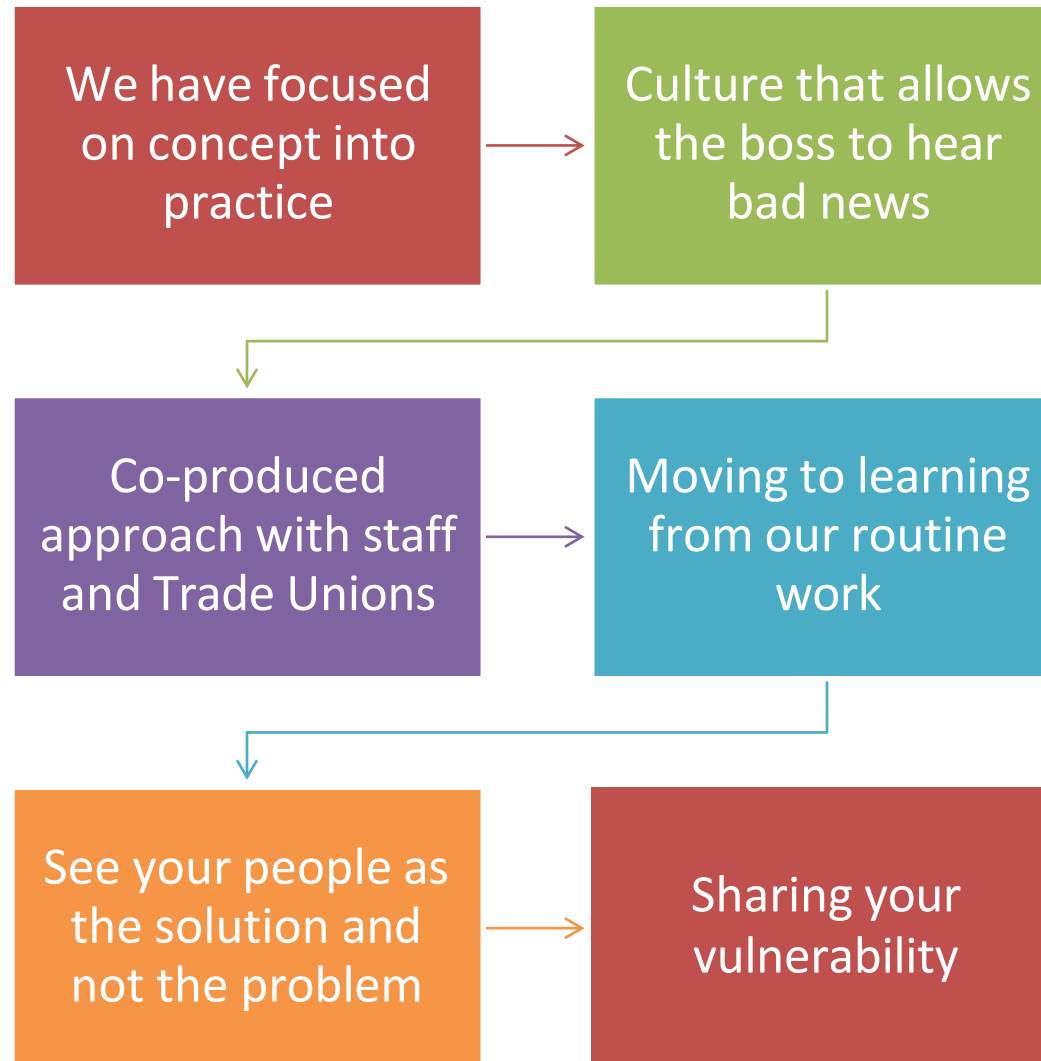 We have focused
on concept into
practice
Culture that allows
the boss to hear
bad news
Co-produced
approach with staff
and Trade Unions
Moving to learning
from our routine
work
See your people as
the solution and
not the problem
Sharing your
vulnerability